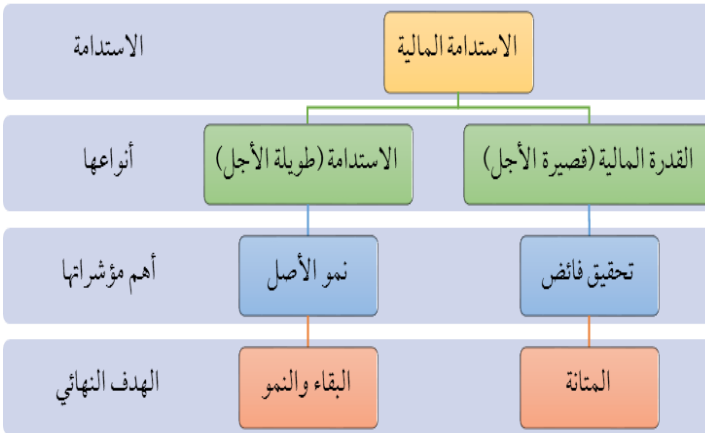 الاستدامة المالية
الاستدامة
القدرة المالية (قصيرة الأجل)
الاستدامة (طويلة الأجل)
أنواعها
تحقيق فائض
نمو الأصل
أهم مؤشراتها
المتانة
البقاء والنمو
الهدف النهائي